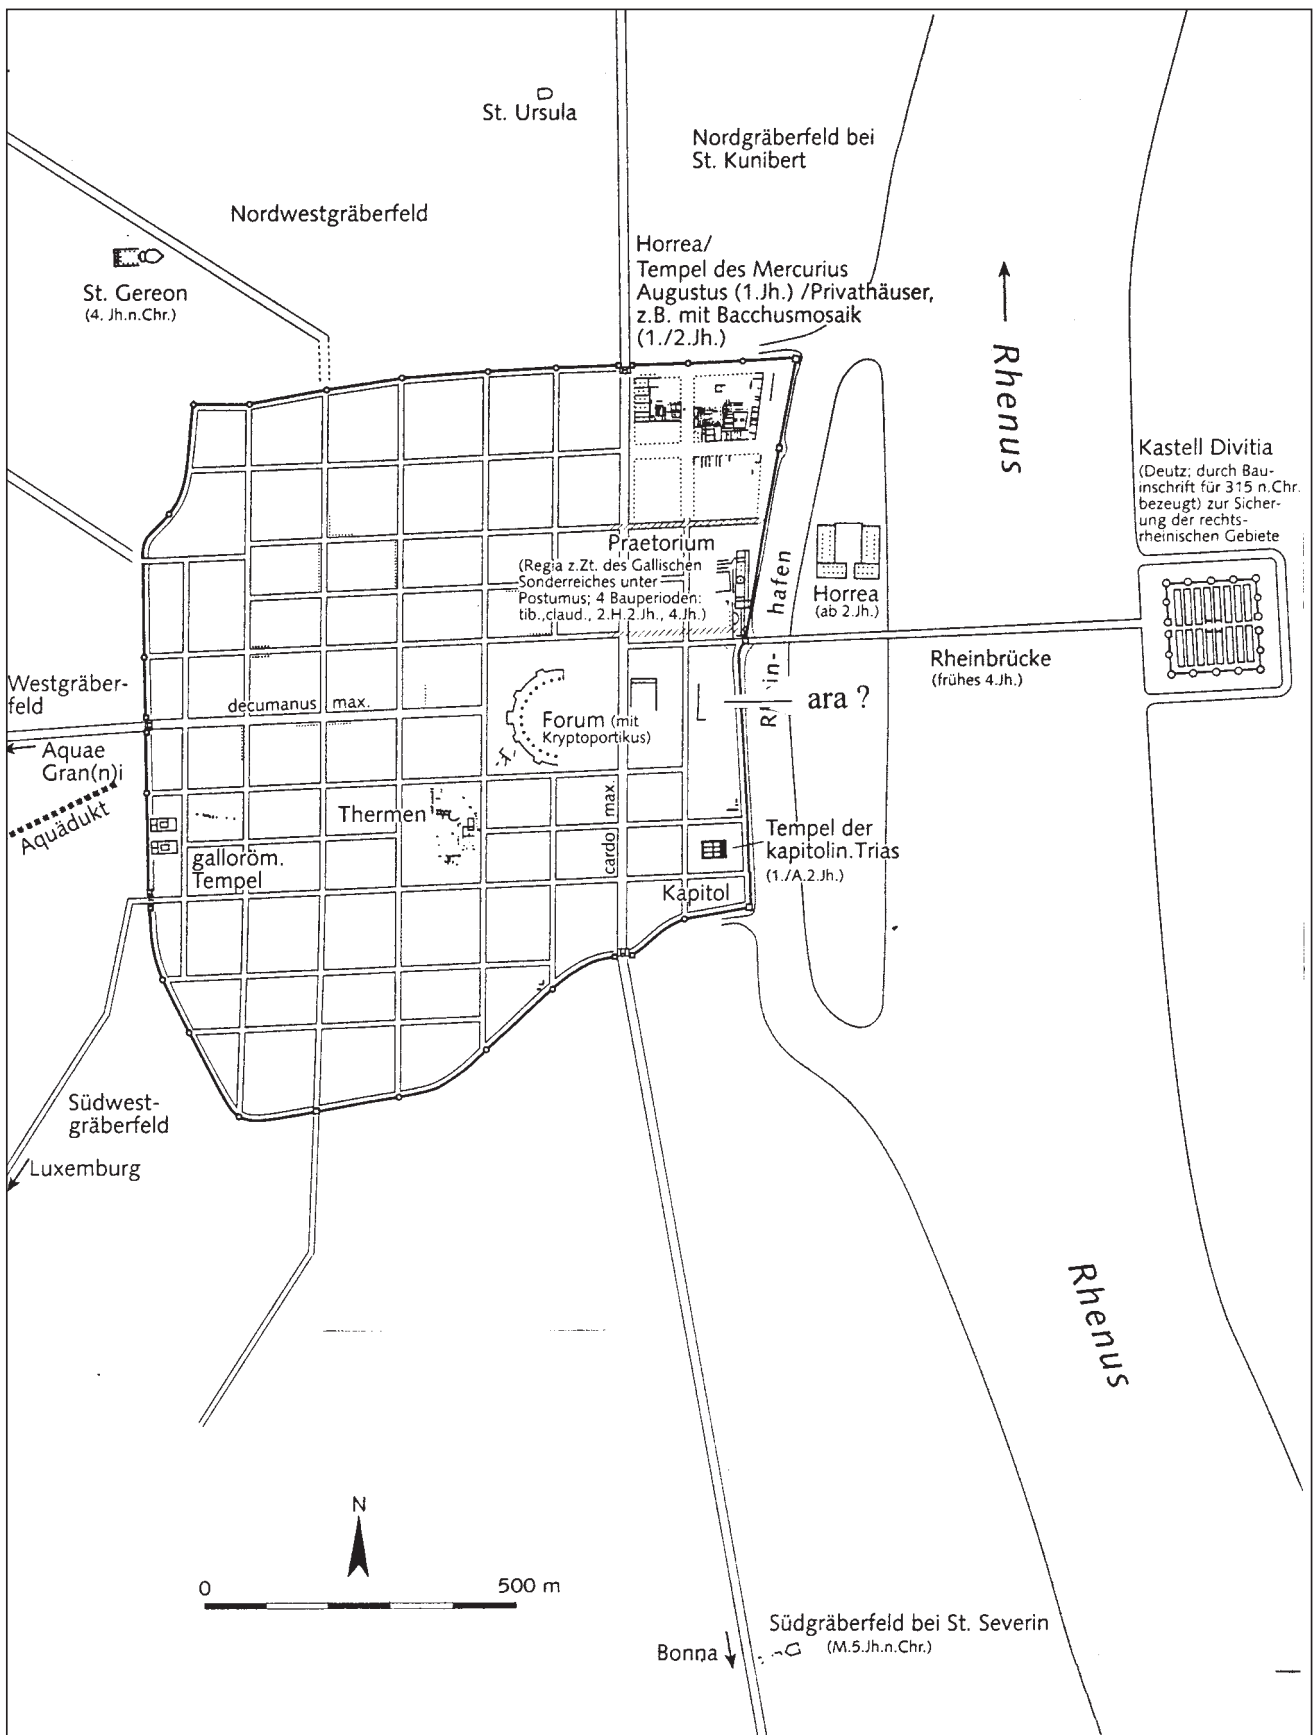 St. Ursula
Nordgräberfeld bei
St. Kunibert
Nordwestgräberfeld
St. Gereon
(4. Jh.n.Chr.)
Horrea/
Tempel des Mercurius
Augustus (1.Jh.) /Privathäuser,
z.B. mit Bacchusmosaik
(1./2.Jh.)
Rhenus
Kastell Divitia
(Deutz; durch Bau-
inschrift für 315 n.Chr.
bezeugt) zur Sicher-
ung der rechts-
rheinischen Gebiete
Praetorium
(Regia z.Zt. des Gallischen
Sonderreiches unter
Postumus; 4 Bauperioden:
tib.,claud., 2.H.2.Jh., 4.Jh.)
Rhein-
hafen
Horrea
(ab 2.Jh.)
Rheinbrücke
(frühes 4.Jh.)
Westgräber-
feld
decumanus max.
Forum (mit
Kryptoportikus)
ara ?
Aquae
Gran(n)i
Aquädukt
Thermen
cardo max.
Tempel der
kapitolin.Trias
(1./A.2.Jh.)
galloröm.
Tempel
Kapitol
Südwest-
gräberfeld
Luxemburg
Rhenus
N
0 500 m
Südgräberfeld bei St. Severin
(M.5.Jh.n.Chr.)
Bonna